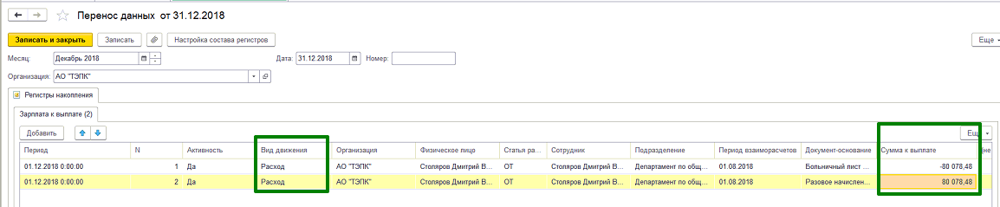 Перенос данных от 31.12.2018
Записать и закрыть Записать Настройка состава регистров Еще
Месяц: Декабрь 2018 Дата: 31.12.2018 Номер:
Организация: АО "ТЭПК"
Регистры накопления
Зарплата к выплате (2)
Добавить Ещ
Период N Активность Вид движения Организация Физическое лицо Статья ра... Сотрудник Подразделение Период взаиморасчетов Документ-основание Сумма к выплате
01.12.2018 0:00:00 1 Да Расход АО "ТЭПК" Столяров Дмитрий В... ОТ Столяров Дмитрий В... Департамент по общ... 01.08.2018 Больничный лист ... -80 078,48
01.12.2018 0:00:00 2 Да Расход АО "ТЭПК" Столяров Дмитрий В... ОТ Столяров Дмитрий В... Департамент по общ... 01.08.2018 Разовое начислен... 80 078,48